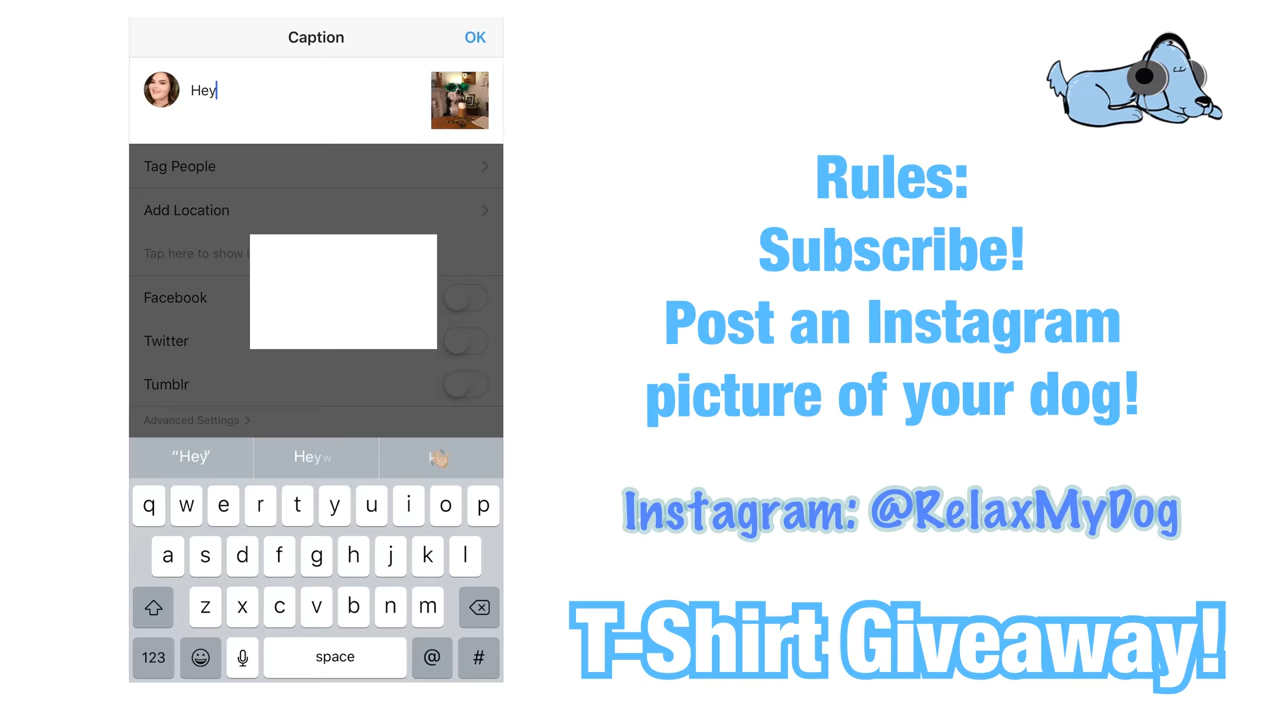 Caption
OK
Hey
Tag People
Add Location
Tap here to show
Facebook
Twitter
Tumblr
Advanced Settings
"Hey"
Hey
q w e r t y u i o p
a s d f g h j k l
z x c v b n m
123
space
@
#
Rules:
Subscribe!
Post an Instagram
picture of your dog!
Instagram: @RelaxMyDog
T-Shirt Giveaway!